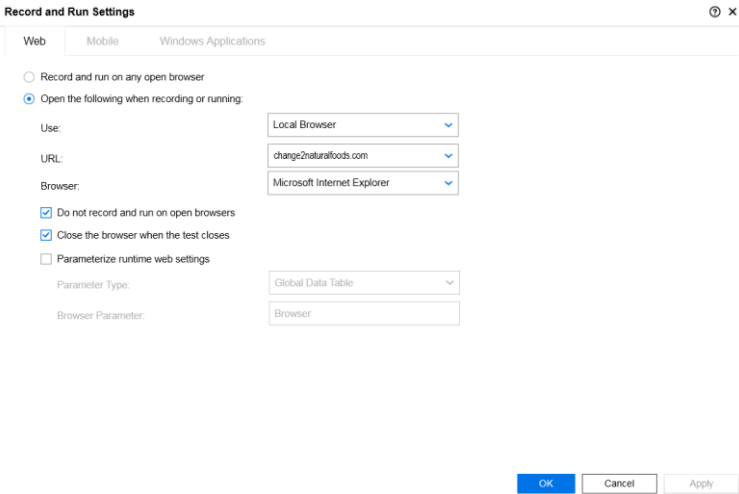 Record and Run Settings
Web Mobile Windows Applications
Record and run on any open browser
Open the following when recording or running:
Use: Local Browser
URL: change2naturalfoods.com
Browser: Microsoft Internet Explorer
Do not record and run on open browsers
Close the browser when the test closes
Parameterize runtime web settings
Parameter Type: Global Data Table
Browser Parameter: Browser
OK Cancel Apply